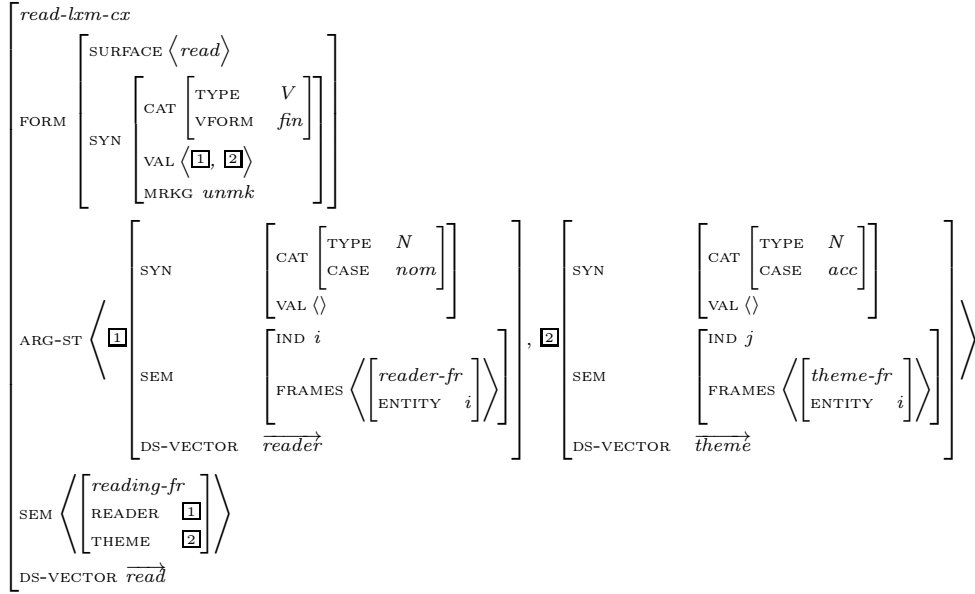 read-lxm-cx
SURFACE ⟨read⟩
FORM
SYN
CAT
TYPE V
VFORM fin
VAL ⟨1, 2⟩
MRKG unmk
ARG-ST ⟨ 1
SYN
CAT
TYPE N
CASE nom
VAL ⟨⟩
SEM
IND i
FRAMES ⟨
reader-fr
ENTITY i
⟩
DS-VECTOR reader
, 2
SYN
CAT
TYPE N
CASE acc
VAL ⟨⟩
SEM
IND j
FRAMES ⟨
theme-fr
ENTITY i
⟩
DS-VECTOR theme
⟩
SEM ⟨
reading-fr
READER 1
THEME 2
⟩
DS-VECTOR read